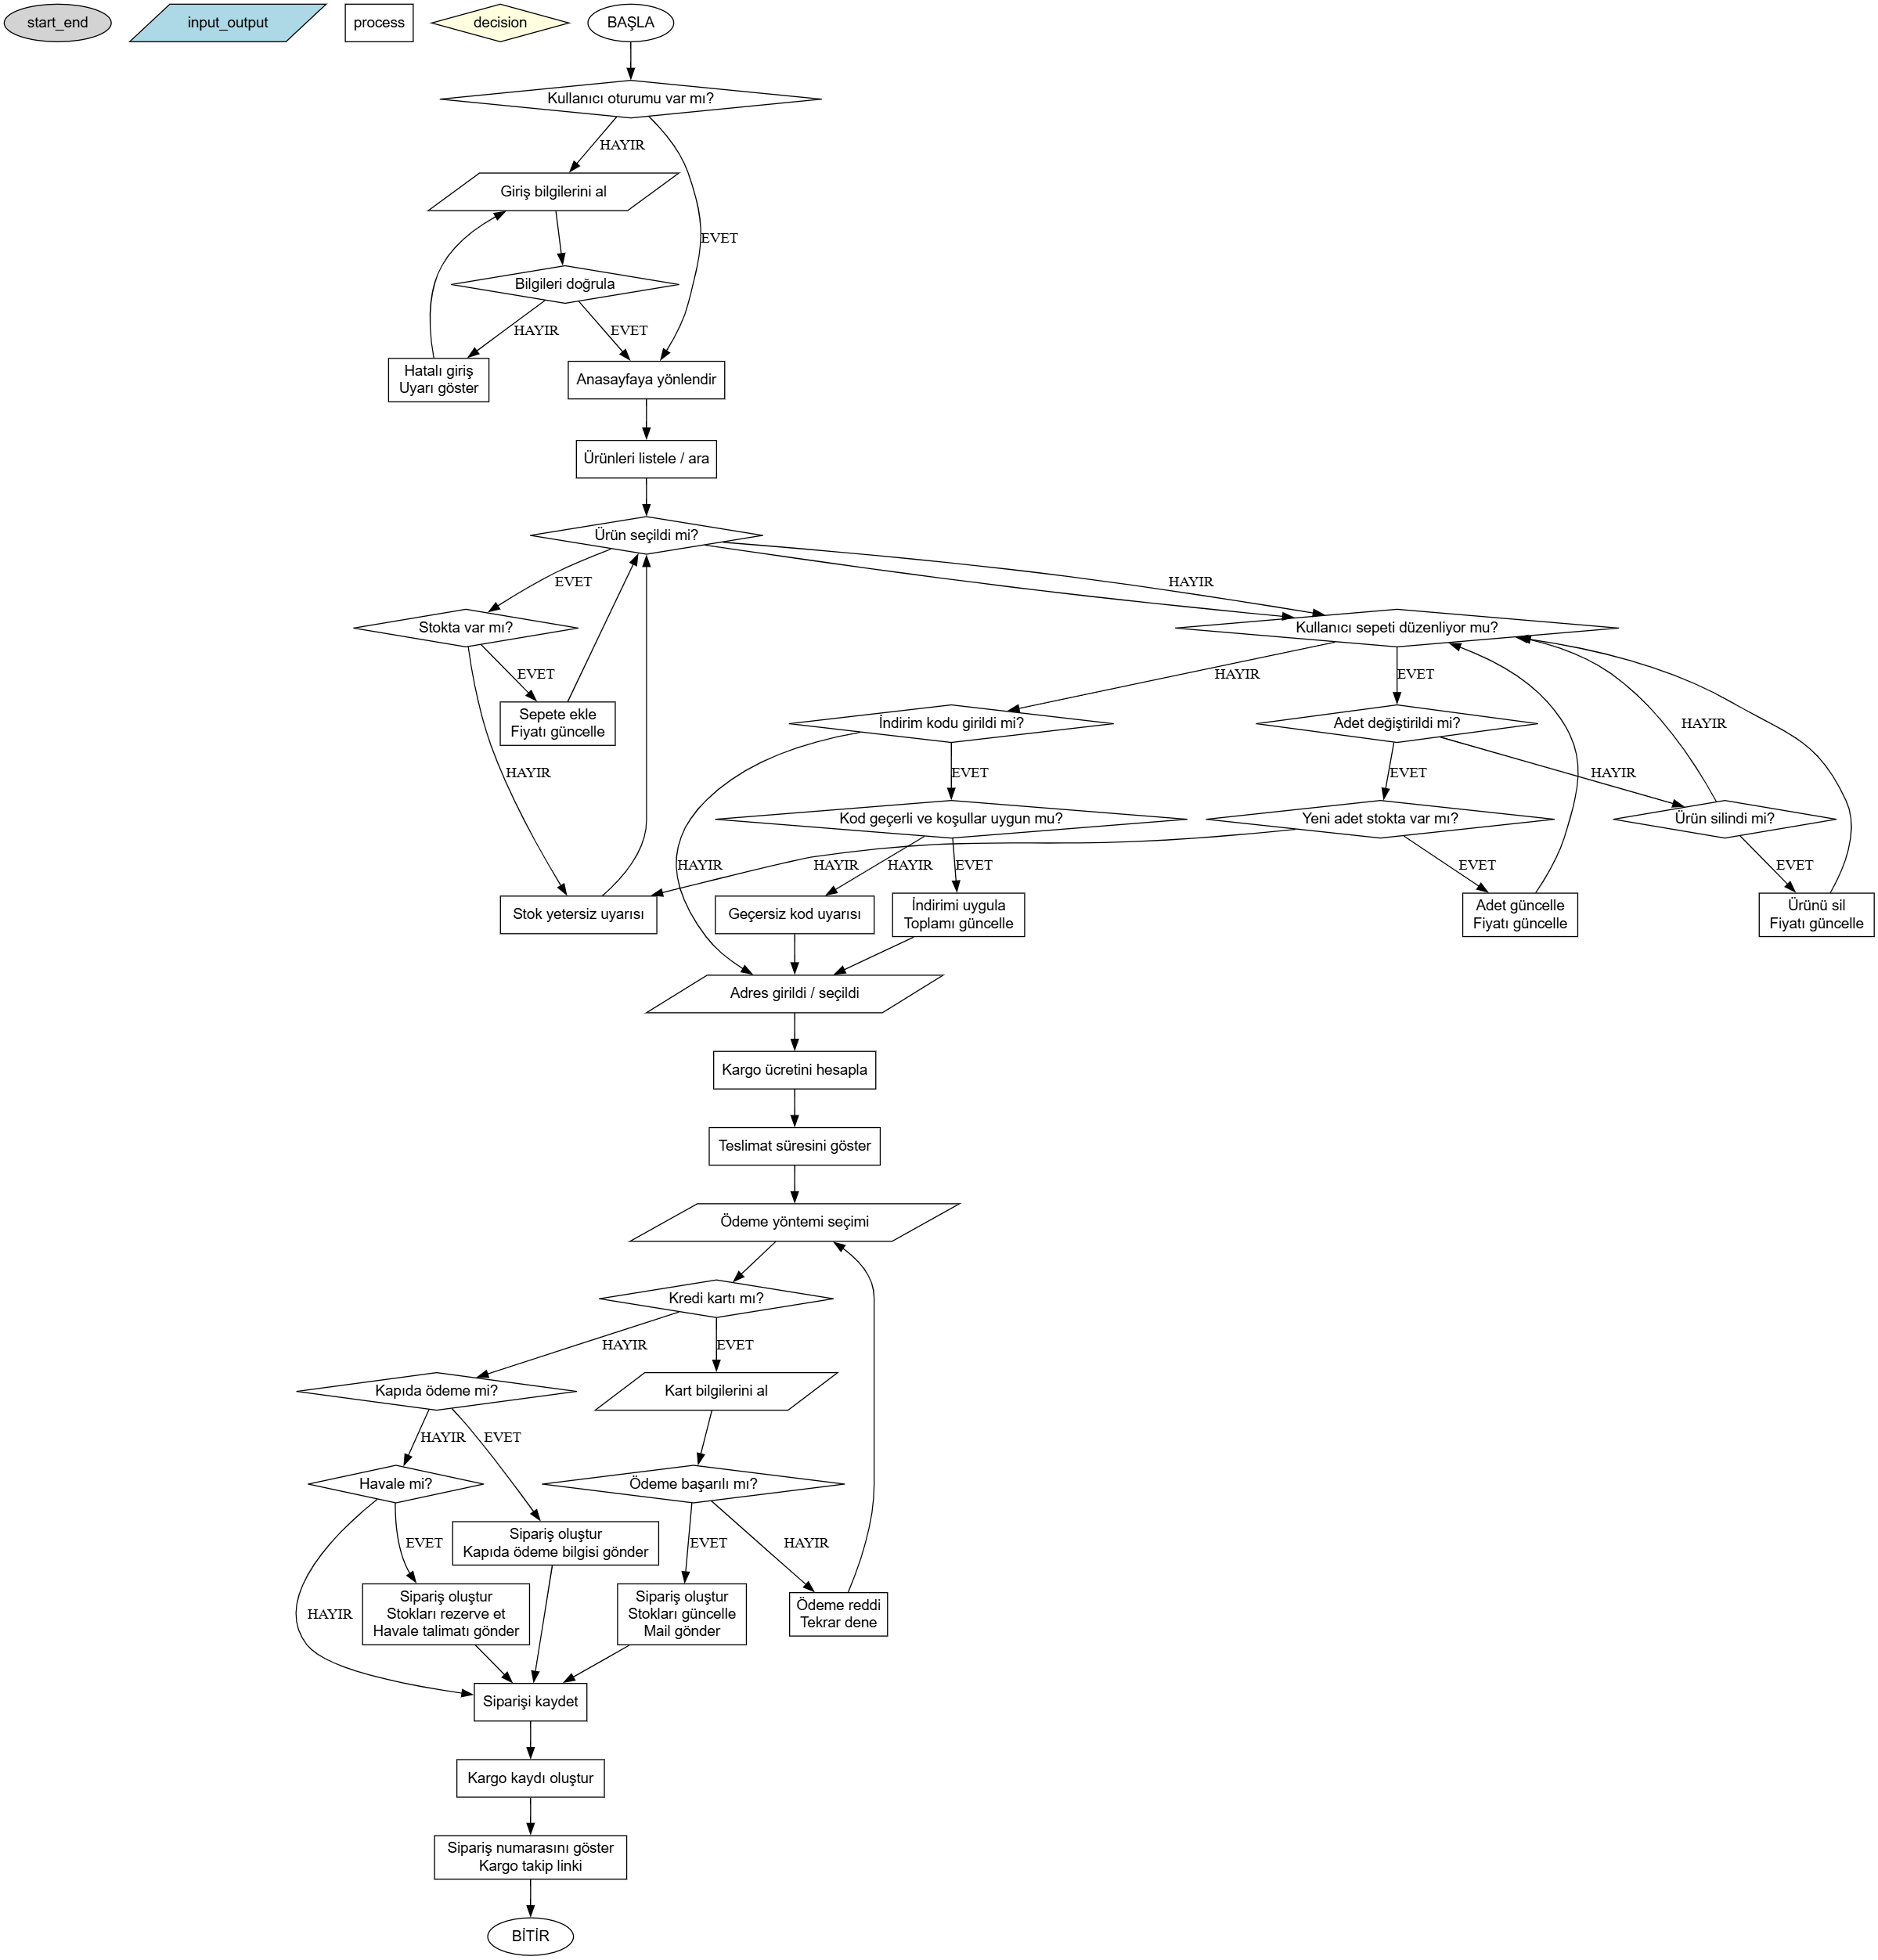 start_end
input_output
process
decision
BAŞLA
Kullanıcı oturumu var mı?
HAYIR
Giriş bilgilerini al
EVET
Bilgileri doğrula
HAYIR
EVET
Hatalı giriş
Uyarı göster
Anasayfaya yönlendir
Ürünleri listele / ara
Ürün seçildi mi?
EVET
HAYIR
Stokta var mı?
Kullanıcı sepeti düzenliyor mu?
EVET
HAYIR
EVET
Sepete ekle
Fiyatı güncelle
İndirim kodu girildi mi?
Adet değiştirildi mi?
HAYIR
HAYIR
EVET
EVET
HAYIR
Kod geçerli ve koşullar uygun mu?
Yeni adet stokta var mı?
Ürün silindi mi?
HAYIR
HAYIR
HAYIR
EVET
EVET
EVET
Stok yetersiz uyarısı
Geçersiz kod uyarısı
İndirimi uygula
Toplamı güncelle
Adet güncelle
Fiyatı güncelle
Ürünü sil
Fiyatı güncelle
Adres girildi / seçildi
Kargo ücretini hesapla
Teslimat süresini göster
Ödeme yöntemi seçimi
Kredi kartı mı?
HAYIR
EVET
Kapıda ödeme mi?
Kart bilgilerini al
HAYIR
EVET
Havale mi?
Ödeme başarılı mı?
EVET
EVET
HAYIR
Sipariş oluştur
Kapıda ödeme bilgisi gönder
HAYIR
Sipariş oluştur
Stokları rezerve et
Havale talimatı gönder
Sipariş oluştur
Stokları güncelle
Mail gönder
Ödeme reddi
Tekrar dene
Siparişi kaydet
Kargo kaydı oluştur
Sipariş numarasını göster
Kargo takip linki
BİTİR